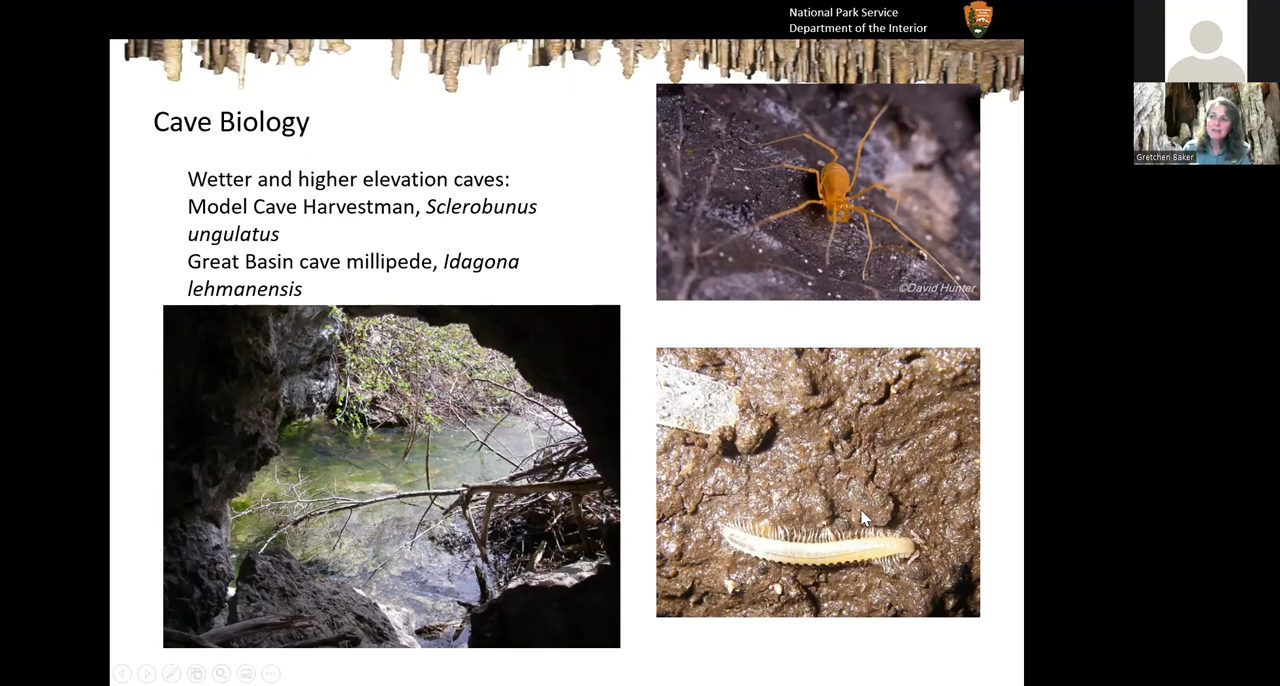 National Park Service
Department of the Interior
Cave Biology
Wetter and higher elevation caves:
Model Cave Harvestman, Sclerobunus
ungulatus
Great Basin cave millipede, Idagona
lehmanensis
©David Hunter
Gretchen Baker